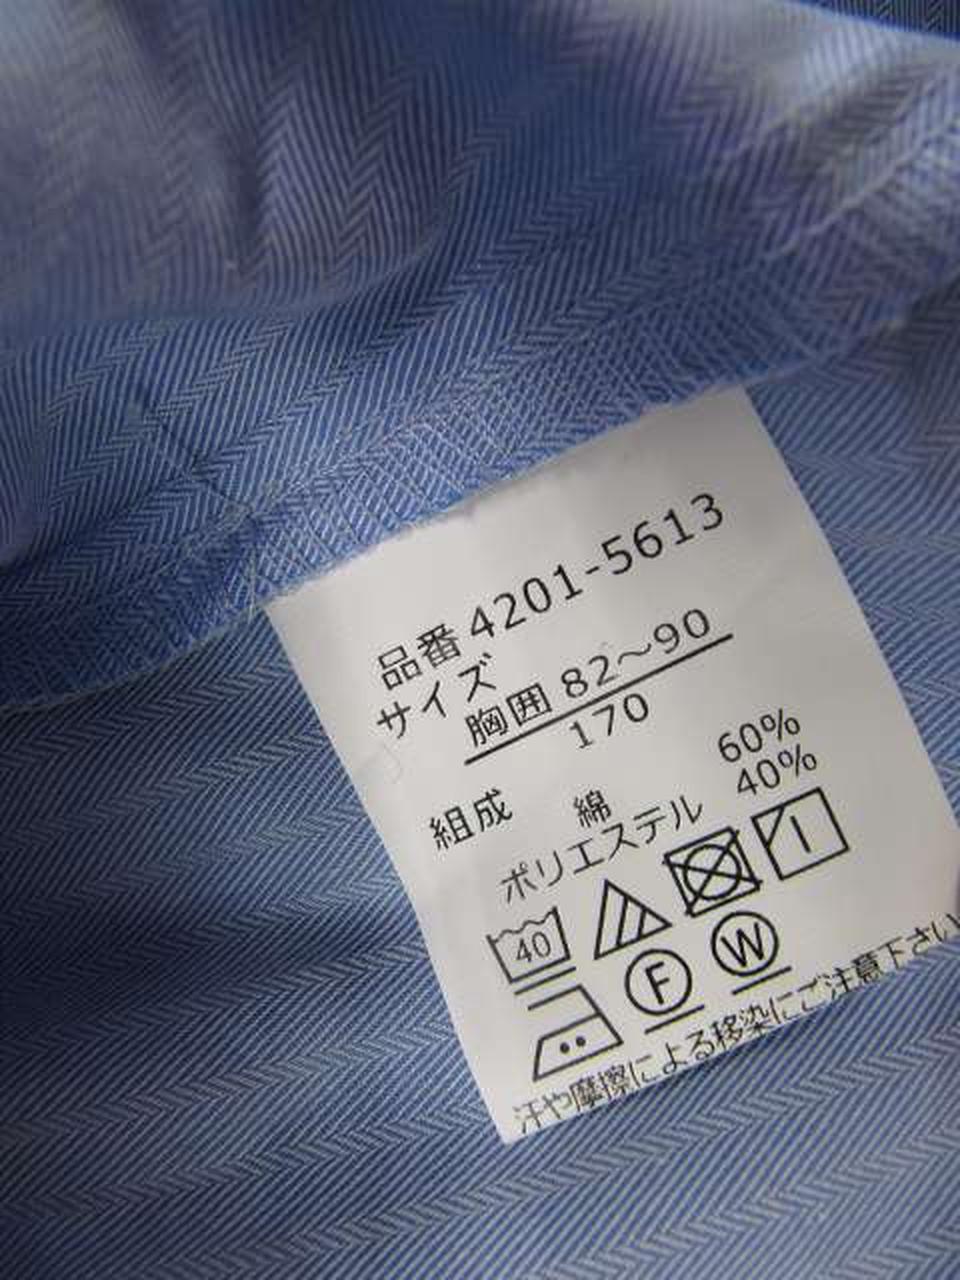 品番 4201-5613
サイズ
胸囲 82～90
170
組成 綿 60%
ポリエステル 40%
40
F W
汗や摩擦による移染にご注意下さい